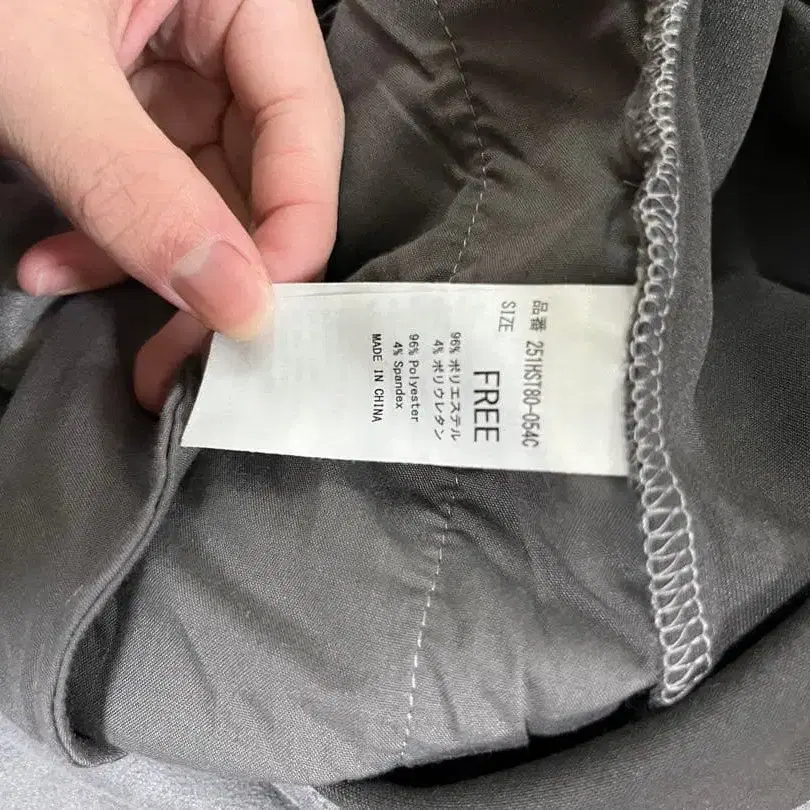 品番 251HST80-054C
SIZE
FREE
96% ポリエステル
4% ポリウレタン
96% Polyester
4% Spandex
MADE IN CHINA